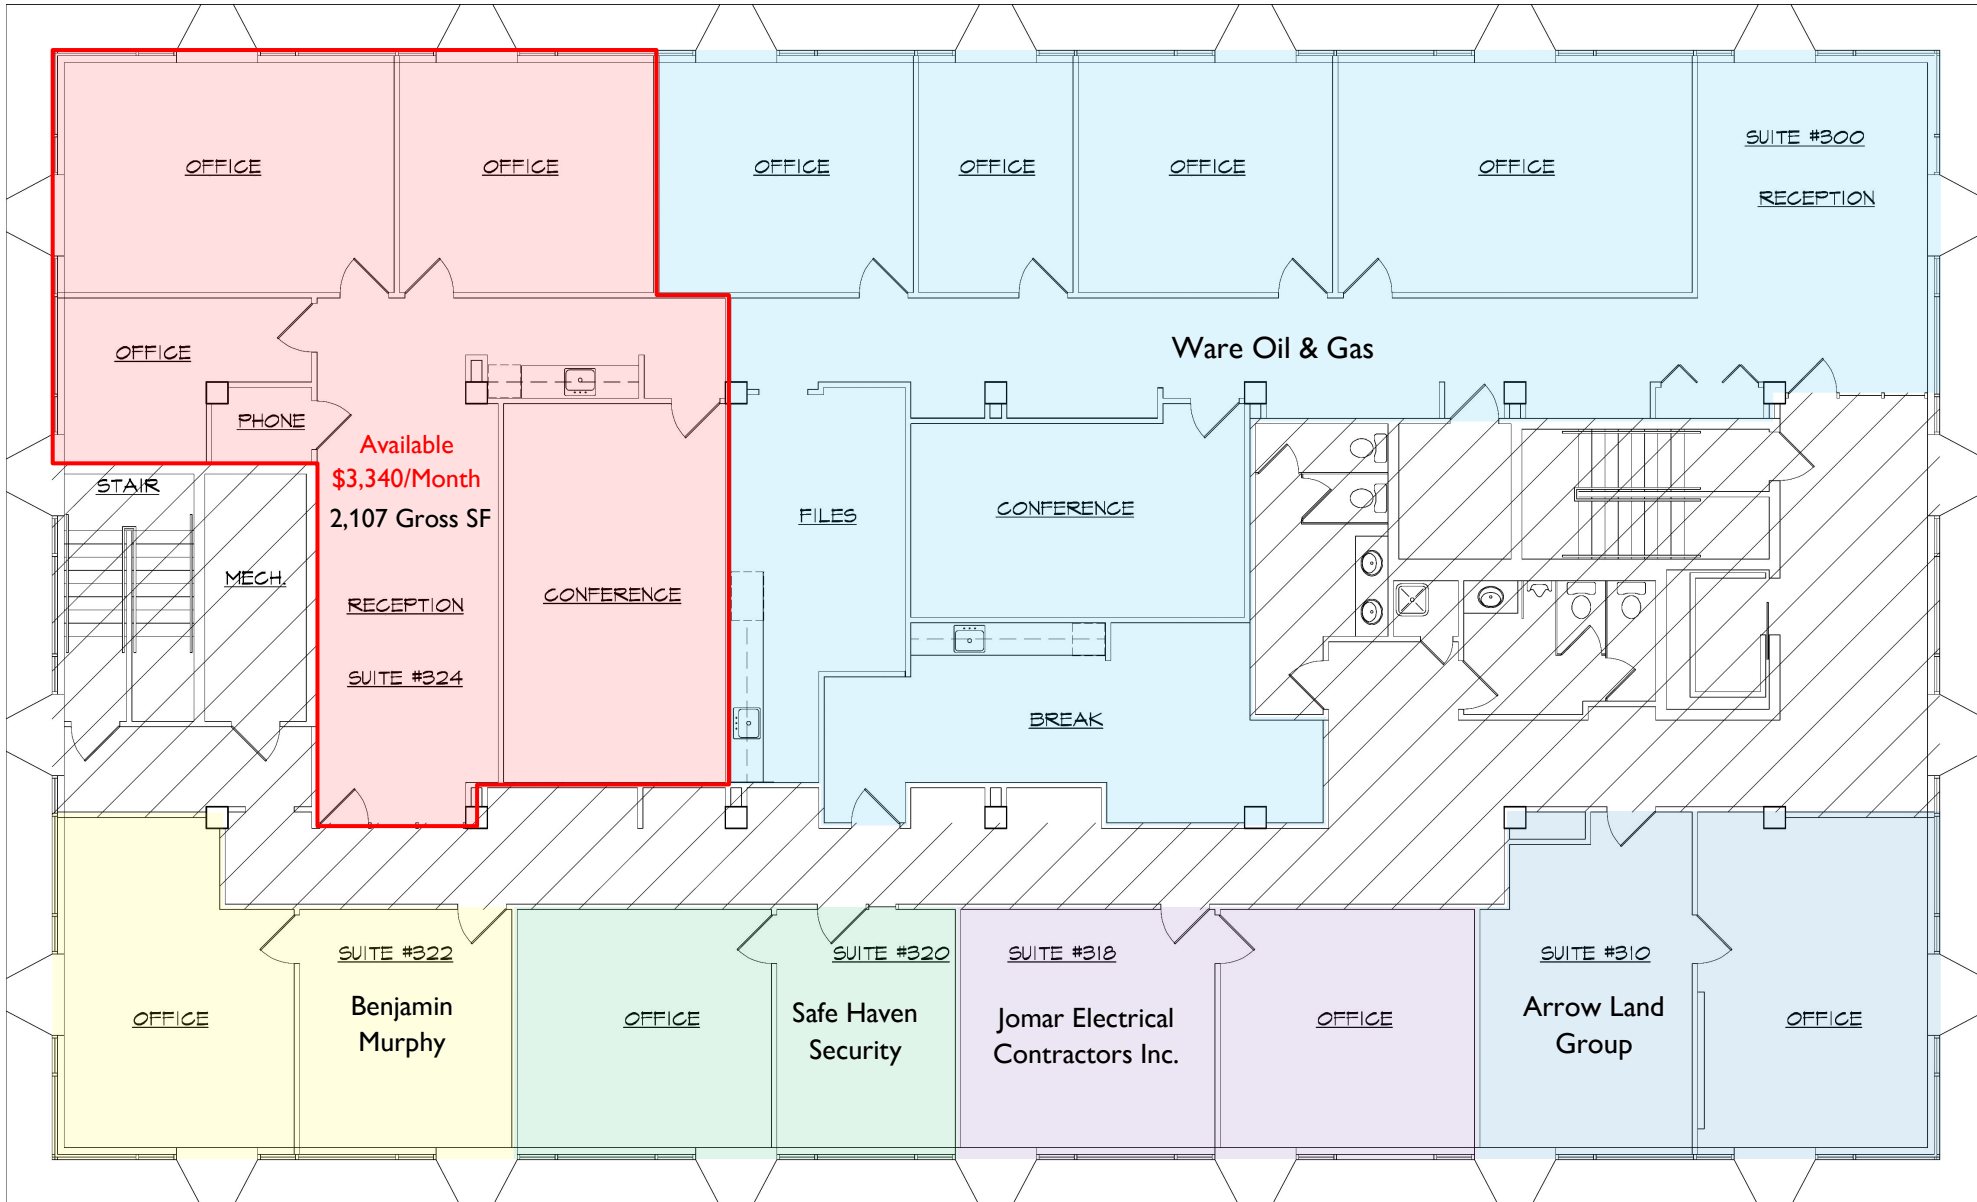 SUITE #300
OFFICE
OFFICE
OFFICE
OFFICE
OFFICE
OFFICE
RECEPTION
OFFICE
Ware Oil & Gas
PHONE
Available
$3,340/Month
2,107 Gross SF
STAIR
MECH.
RECEPTION
SUITE #324
CONFERENCE
FILES
CONFERENCE
BREAK
SUITE #322
Benjamin
Murphy
OFFICE
SUITE #320
Safe Haven
Security
OFFICE
SUITE #318
Jomar Electrical
Contractors Inc.
OFFICE
SUITE #310
Arrow Land
Group
OFFICE